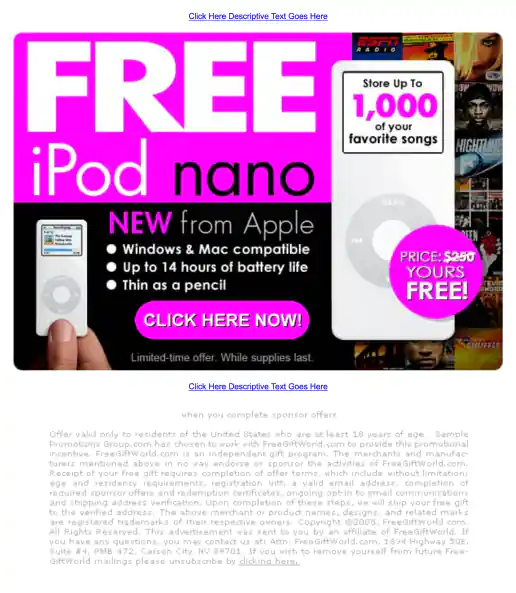 Click Here Descriptive Text Goes Here
FREE
iPod nano
ESPN
RADIO
Store Up To
1,000
of your
favorite songs
NIGHTLINE
NEW from Apple
Windows & Mac compatible
Up to 14 hours of battery life
Thin as a pencil
PRICE: $250
YOURS
FREE!
CLICK HERE NOW!
Limited-time offer. While supplies last.
Click Here Descriptive Text Goes Here
when you complete sponsor offers
Offer valid only to residents of the United States who are at least 18 years of age. Sample
Promotions Group.com has chosen to work with FreeGiftWorld.com to provide this promotional
incentive. FreeGiftWorld.com is an independent gift program. The merchants and manufac-
turers mentioned above in no way endorse or sponsor the activities of FreeGiftWorld.com.
Receipt of your free gift requires completion of offer terms, which include without limitation:
age and residency requirements, registration with a valid email address, completion of
required sponsor offers and redemption certificates, ongoing opt-in to email communications
and shipping address verification. Upon completion of these steps, we will ship your free gift
to the verified address. The above merchant or product names, designs, and related marks
are registered trademarks of their respective owners. Copyright ©2005, FreeGiftWorld.com.
All Rights Reserved. This advertisement was sent to you by an affiliate of FreeGiftWorld. If
you have any questions, you may contact us at: Attn: FreeGiftWorld.com, 1894 Highway 50E,
Suite #4, PMB 472, Carson City, NV 89701. If you wish to remove yourself from future Free-
GiftWorld mailings please unsubscribe by clicking here.